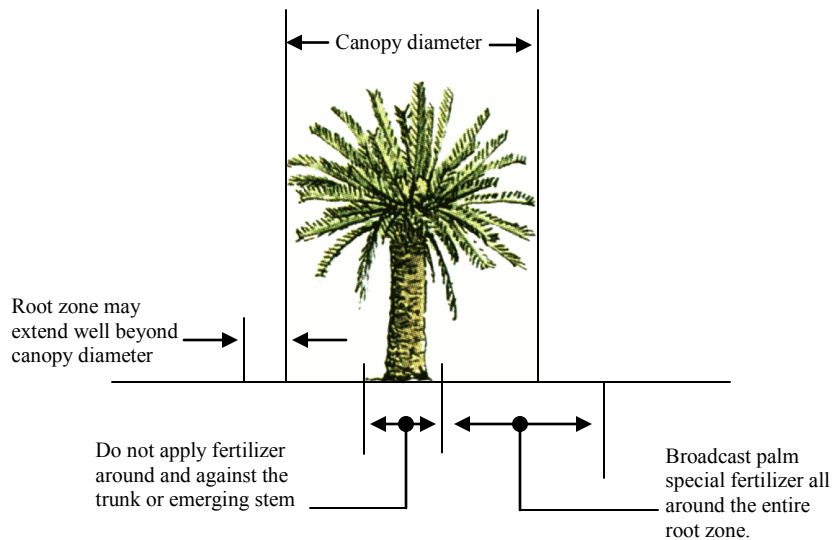 Canopy diameter
Root zone may
extend well beyond
canopy diameter
Do not apply fertilizer
around and against the
trunk or emerging stem
Broadcast palm
special fertilizer all
around the entire
root zone.